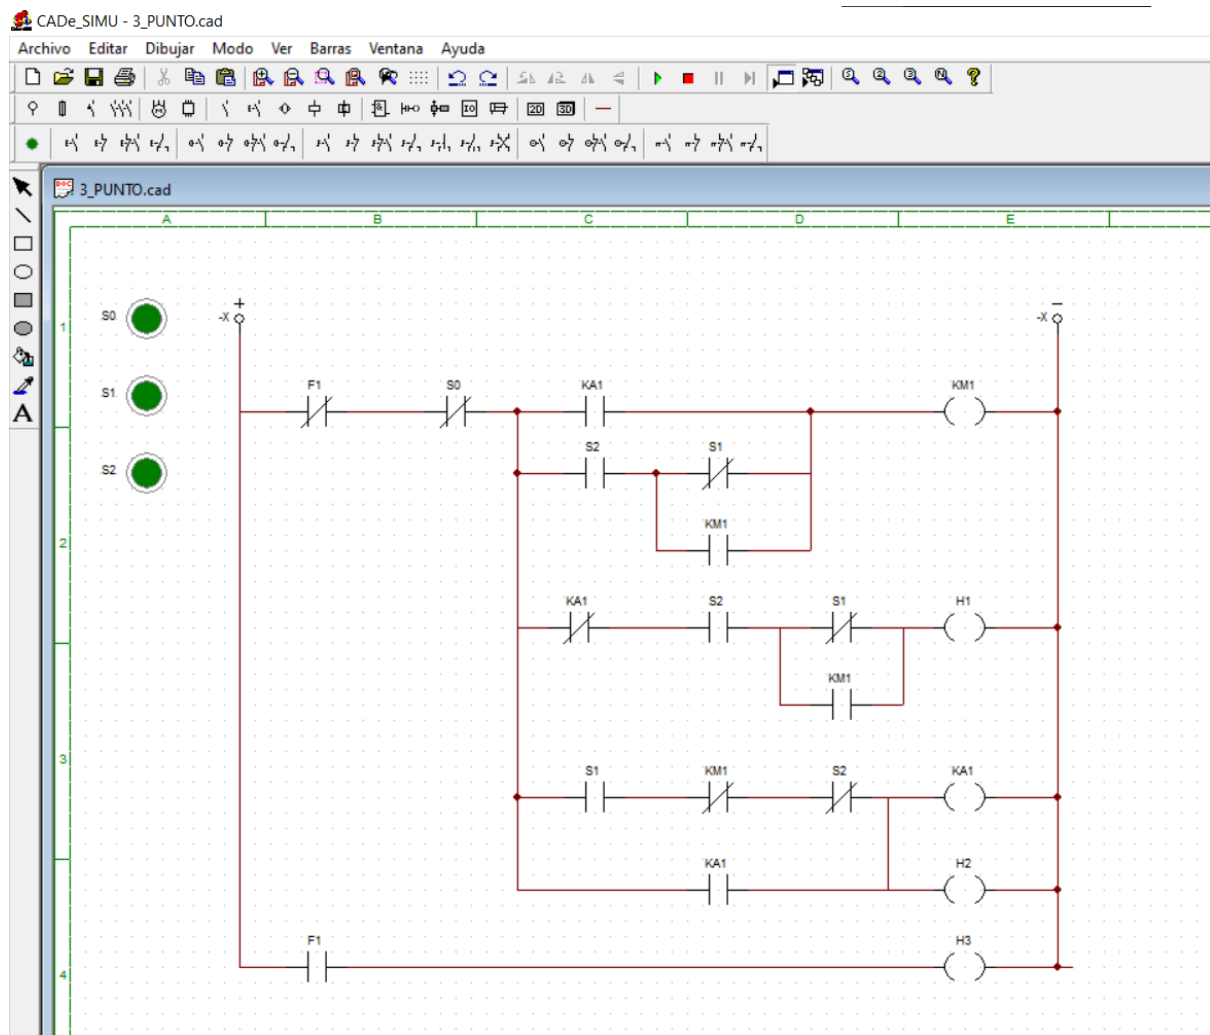 CADe_SIMU - 3_PUNTO.cad
Archivo Editar Dibujar Modo Ver Barras Ventana Ayuda
3_PUNTO.cad
A B C D E
+ −
S0 -X -X
1
F1 S0 KA1 KM1
S1
S2 S1
S2
KM1
2
KA1 S2 S1 H1
KM1
3
S1 KM1 S2 KA1
KA1 H2
F1 H3
4
A